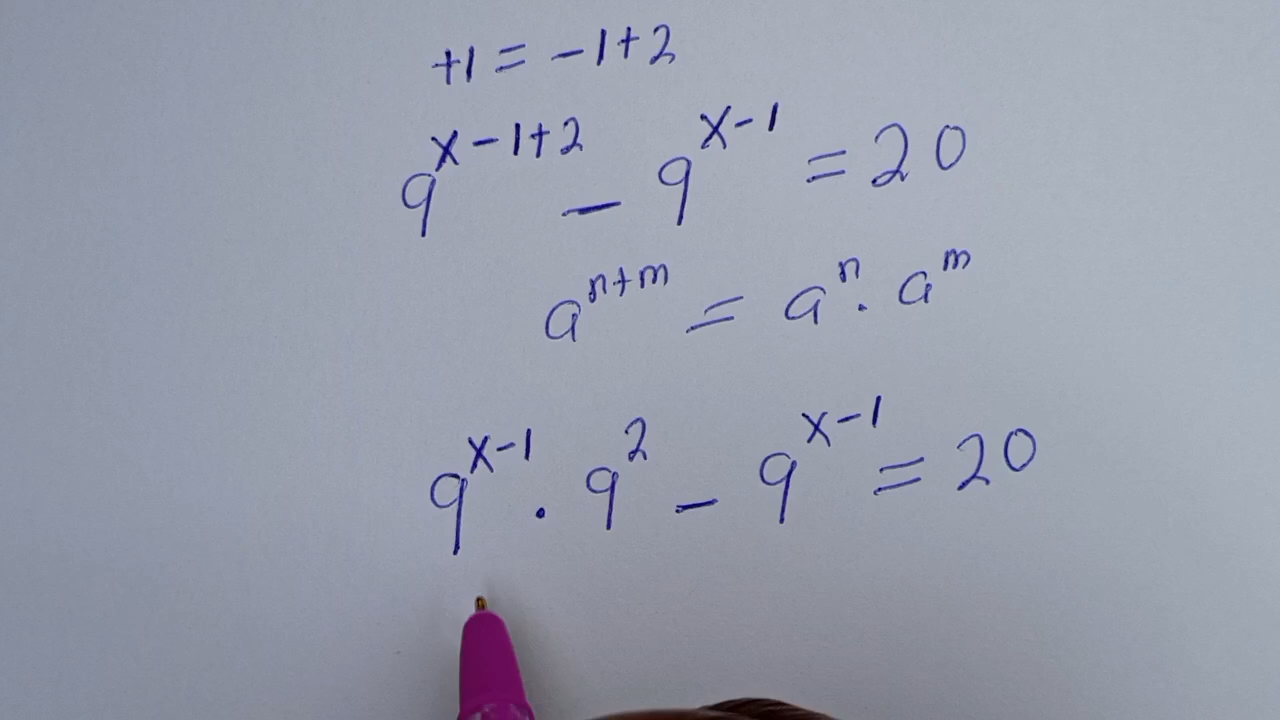 +1 = -1+2
9^{x-1+2} - 9^{x-1} = 20
a^{n+m} = a^n . a^m
9^{x-1} . 9^2 - 9^{x-1} = 20